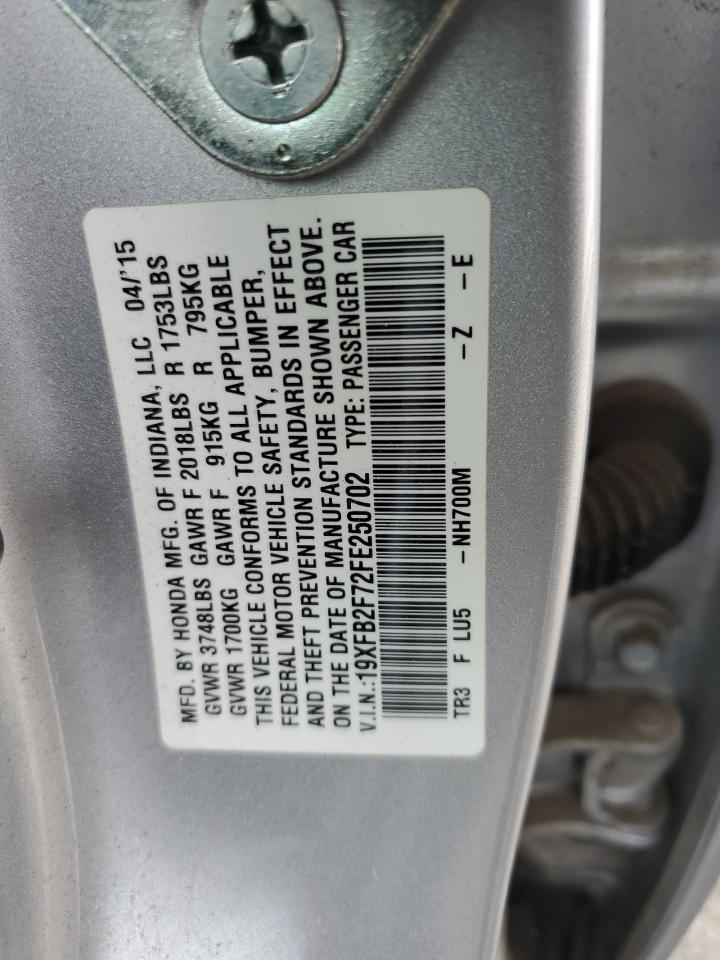 MFD. BY HONDA MFG. OF INDIANA, LLC 04/'15
GVWR 3748LBS GAWR F 2018LBS R 1753LBS
GVWR 1700KG GAWR F 915KG R 795KG
THIS VEHICLE CONFORMS TO ALL APPLICABLE
FEDERAL MOTOR VEHICLE SAFETY, BUMPER,
AND THEFT PREVENTION STANDARDS IN EFFECT
ON THE DATE OF MANUFACTURE SHOWN ABOVE.
V.I.N.:19XFB2F72FE250702 TYPE: PASSENGER CAR
TR3 F LU5 –NH700M –Z –E